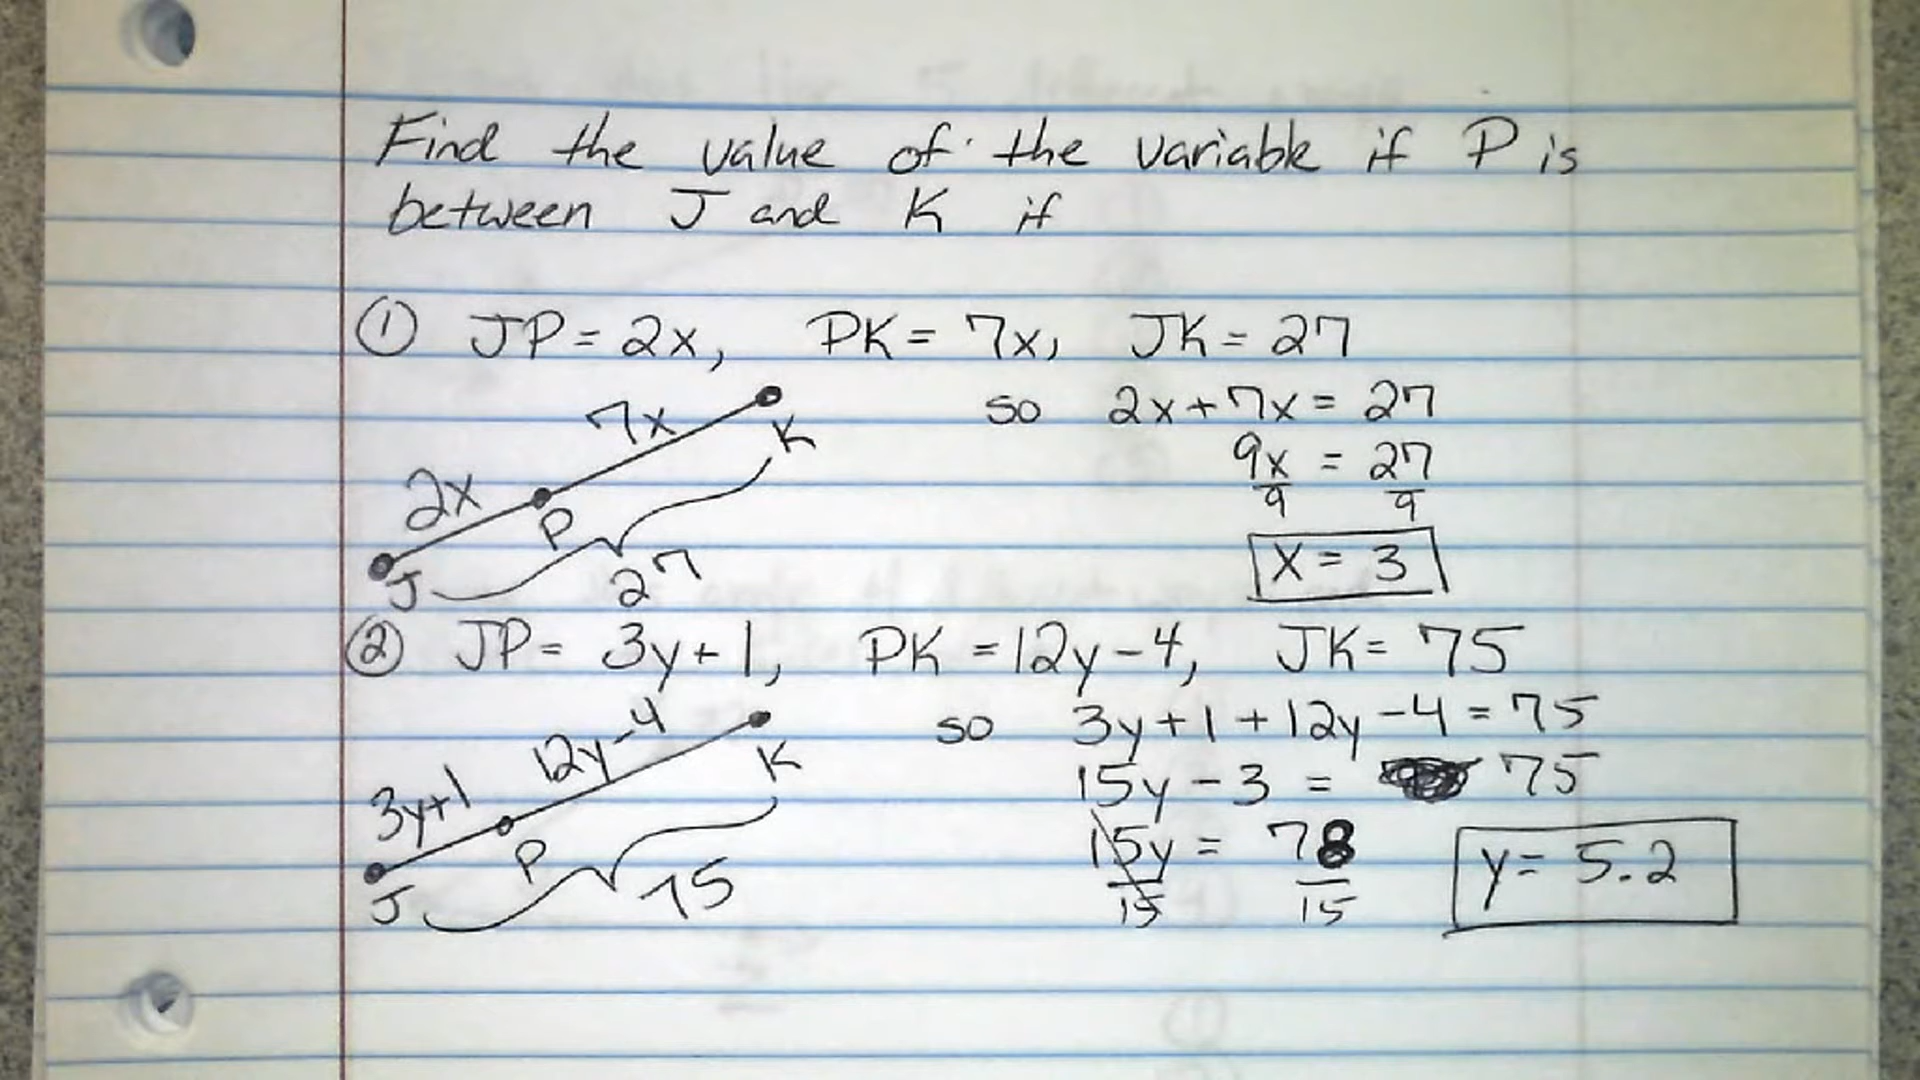 Find the value of the variable if P is
between J and K if
① JP = 2x, PK = 7x, JK = 27
so 2x + 7x = 27
7x
K
9x = 27
9 9
2x
P
x = 3
J
27
② JP = 3y + 1, PK = 12y - 4, JK = 75
so 3y + 1 + 12y - 4 = 75
12y - 4
K
15y - 3 = 75
3y+1
P
15y = 78
15 15
y = 5.2
J
75